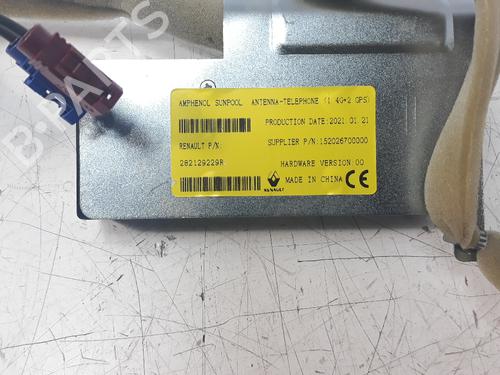 AMPHENOL SUNPOOL ANTENNA-TELEPHONE (1 4G+2 GPS)
PRODUCTION DATE:2021.01.21
RENAULT P/N: SUPPLIER P/N:152026700000
282129229R HARDWARE VERSION:00
MADE IN CHINA CE
RENAULT
B-PARTS